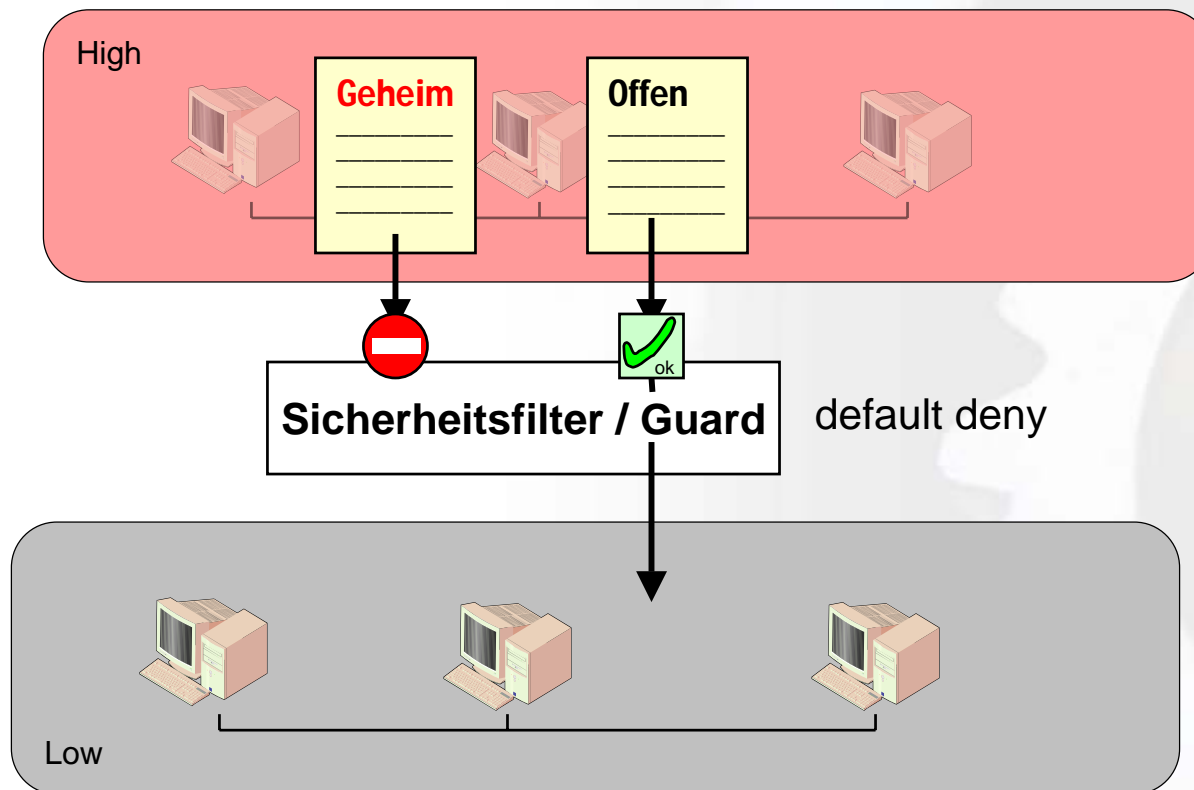 High
Geheim
Offen
ok
Sicherheitsfilter / Guard
default deny
Low